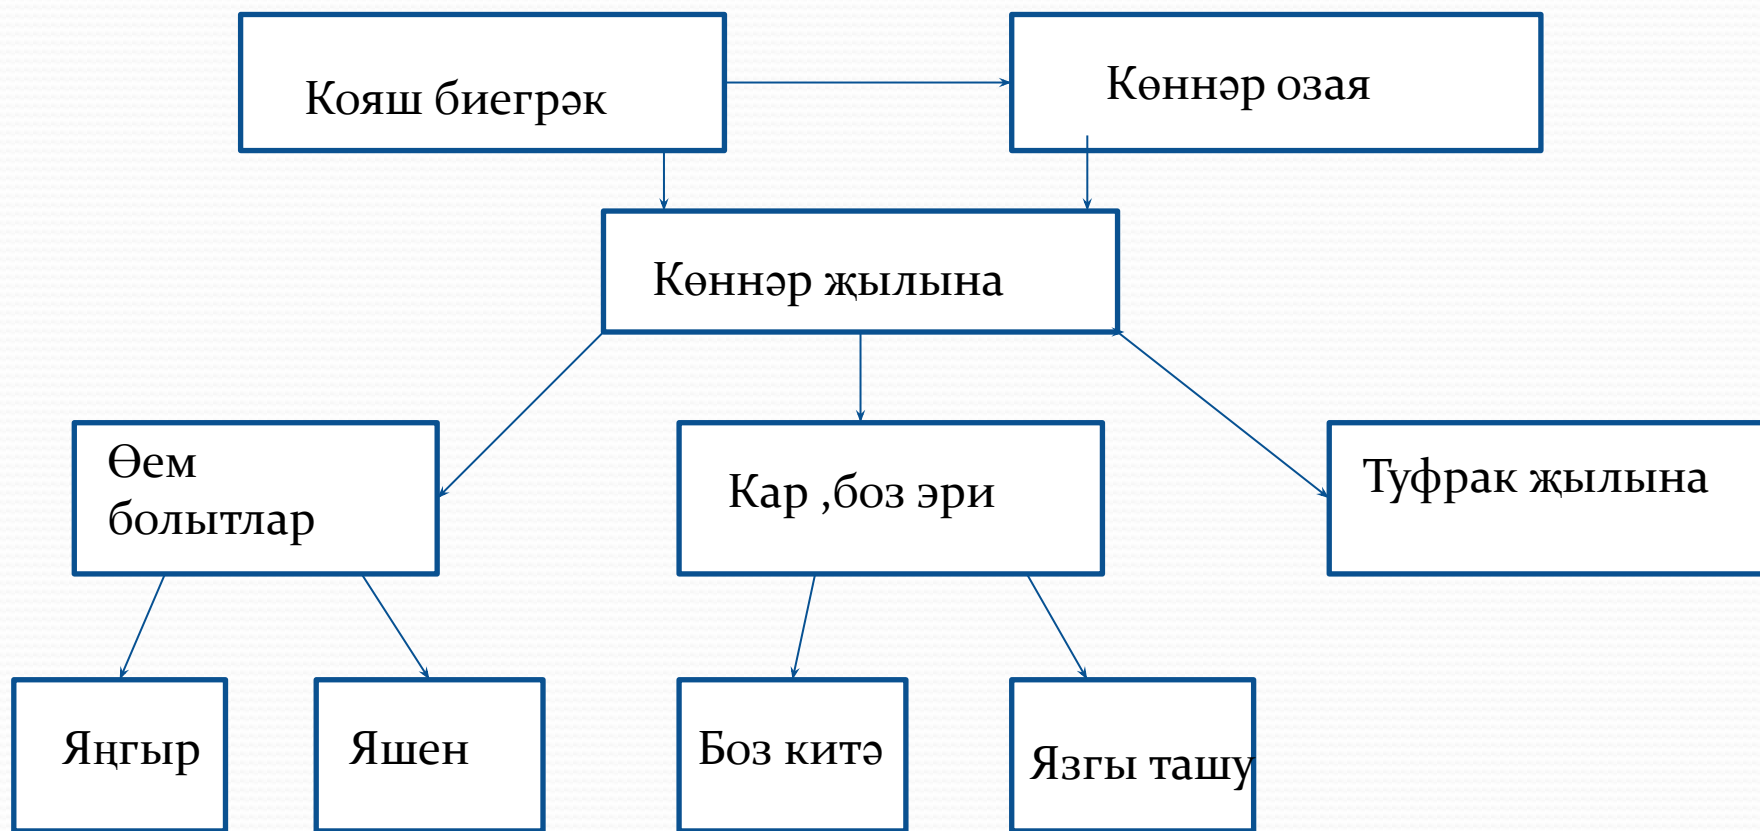 Кояш биегрәк
Көннәр озая
Көннәр җылына
Өем
болытлар
Кар ,боз эри
Туфрак җылына
Яңгыр
Яшен
Боз китә
Язгы ташу